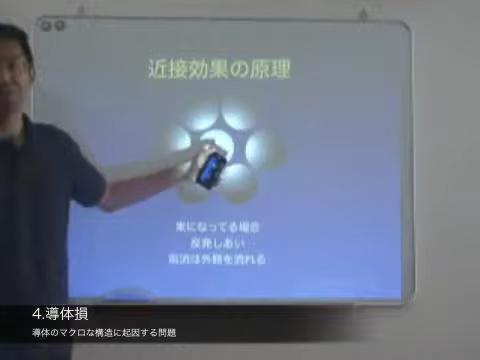 近接効果の原理
束になってる場合
反発しあい
電流は外側を流れる
4.導体損
導体のマクロな構造に起因する問題